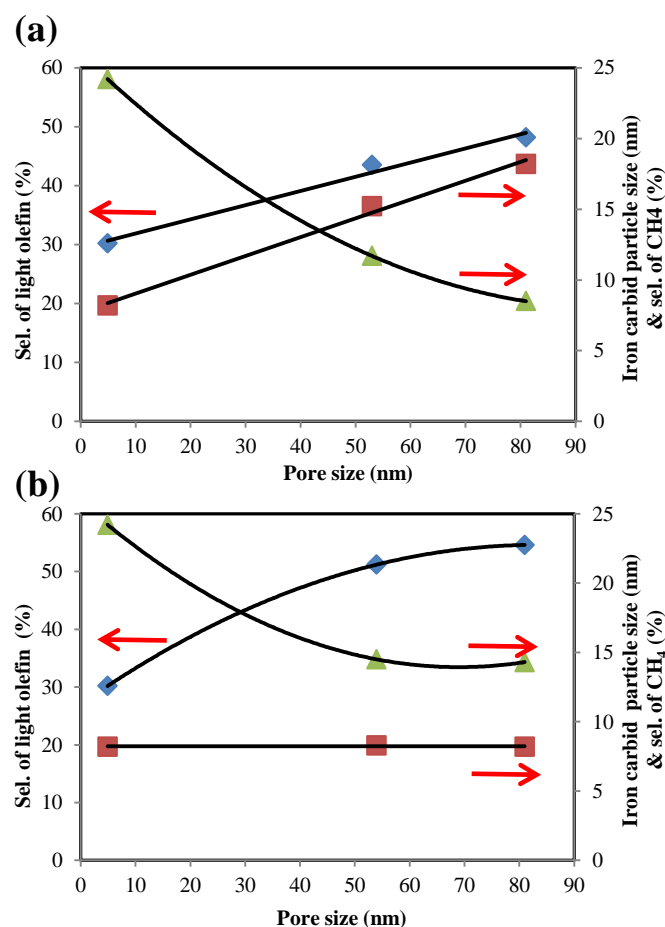 (a)
60
50
40
30
20
10
0
Sel. of light olefin (%)
25
20
15
10
5
0
Iron carbid particle size (nm)
& sel. of CH4 (%)
0 10 20 30 40 50 60 70 80 90
Pore size (nm)
(b)
60
50
40
30
20
10
0
Sel. of light olefin (%)
25
20
15
10
5
0
Iron carbid particle size (nm)
& sel. of CH₄ (%)
0 10 20 30 40 50 60 70 80 90
Pore size (nm)